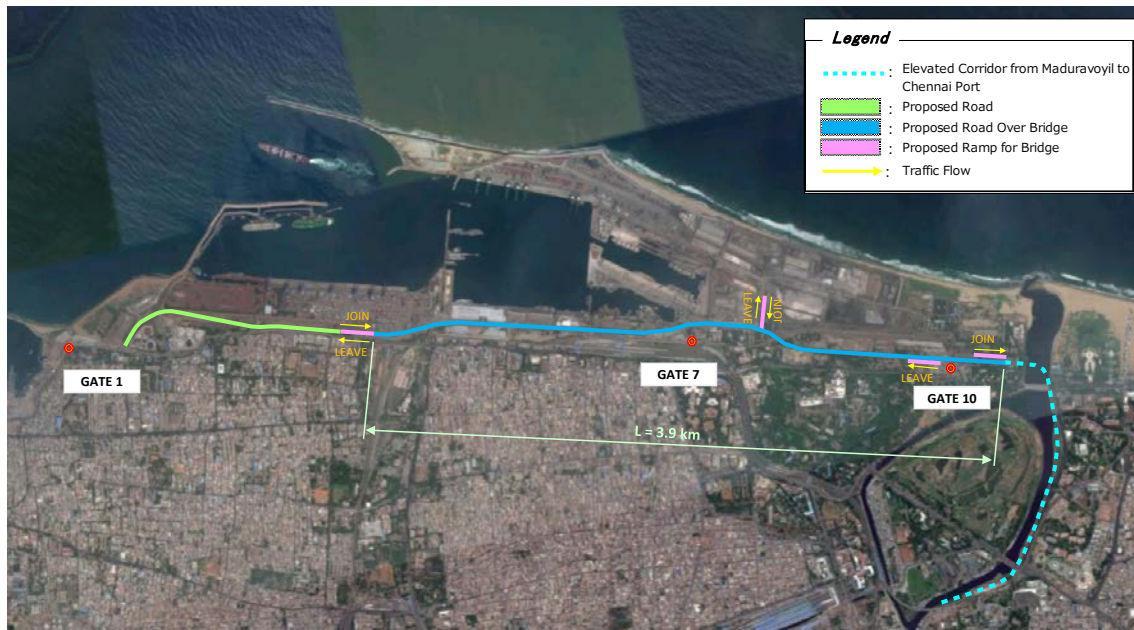 Legend
: Elevated Corridor from Maduravoyil to
Chennai Port
: Proposed Road
: Proposed Road Over Bridge
: Proposed Ramp for Bridge
: Traffic Flow
JOIN
LEAVE
LEAVE
JOIN
JOIN
LEAVE
GATE 1
GATE 7
GATE 10
L = 3.9 km